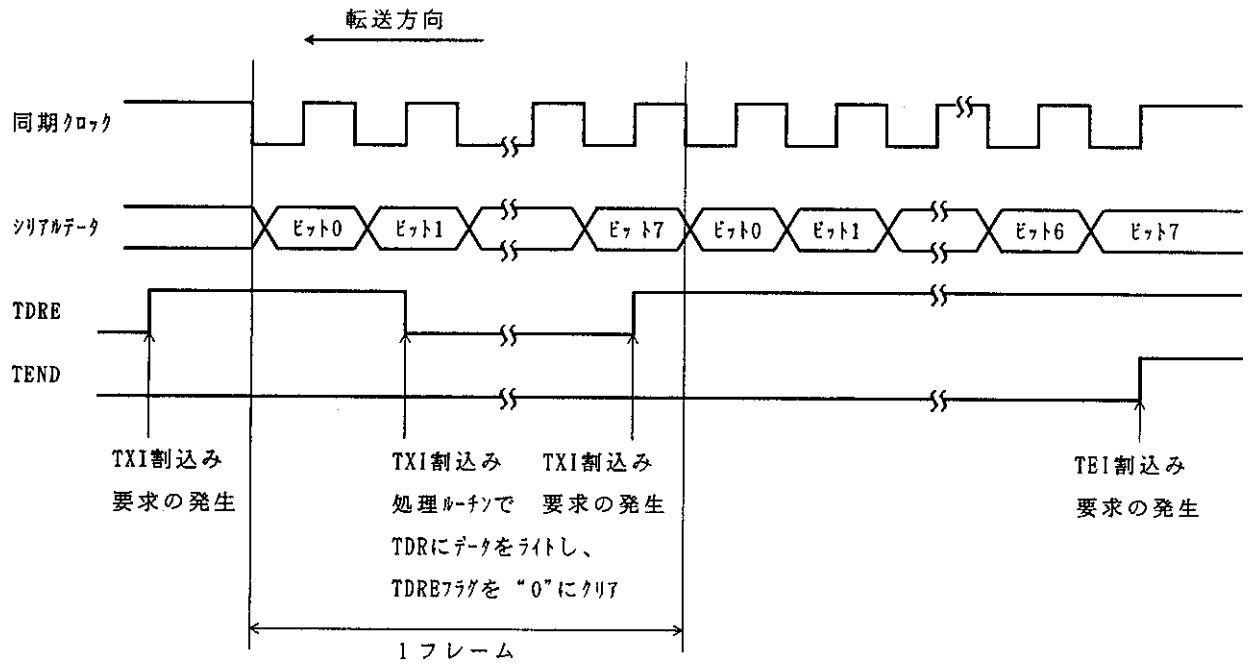 転送方向
同期クロック
シリアルデータ
ビット0
ビット1
ビット7
ビット0
ビット1
ビット6
ビット7
TDRE
TEND
TXI割込み
要求の発生
TXI割込み
処理ルーチンで
TDRにデータをライトし、
TDREフラグを “0”にクリア
TXI割込み
要求の発生
TEI割込み
要求の発生
1フレーム